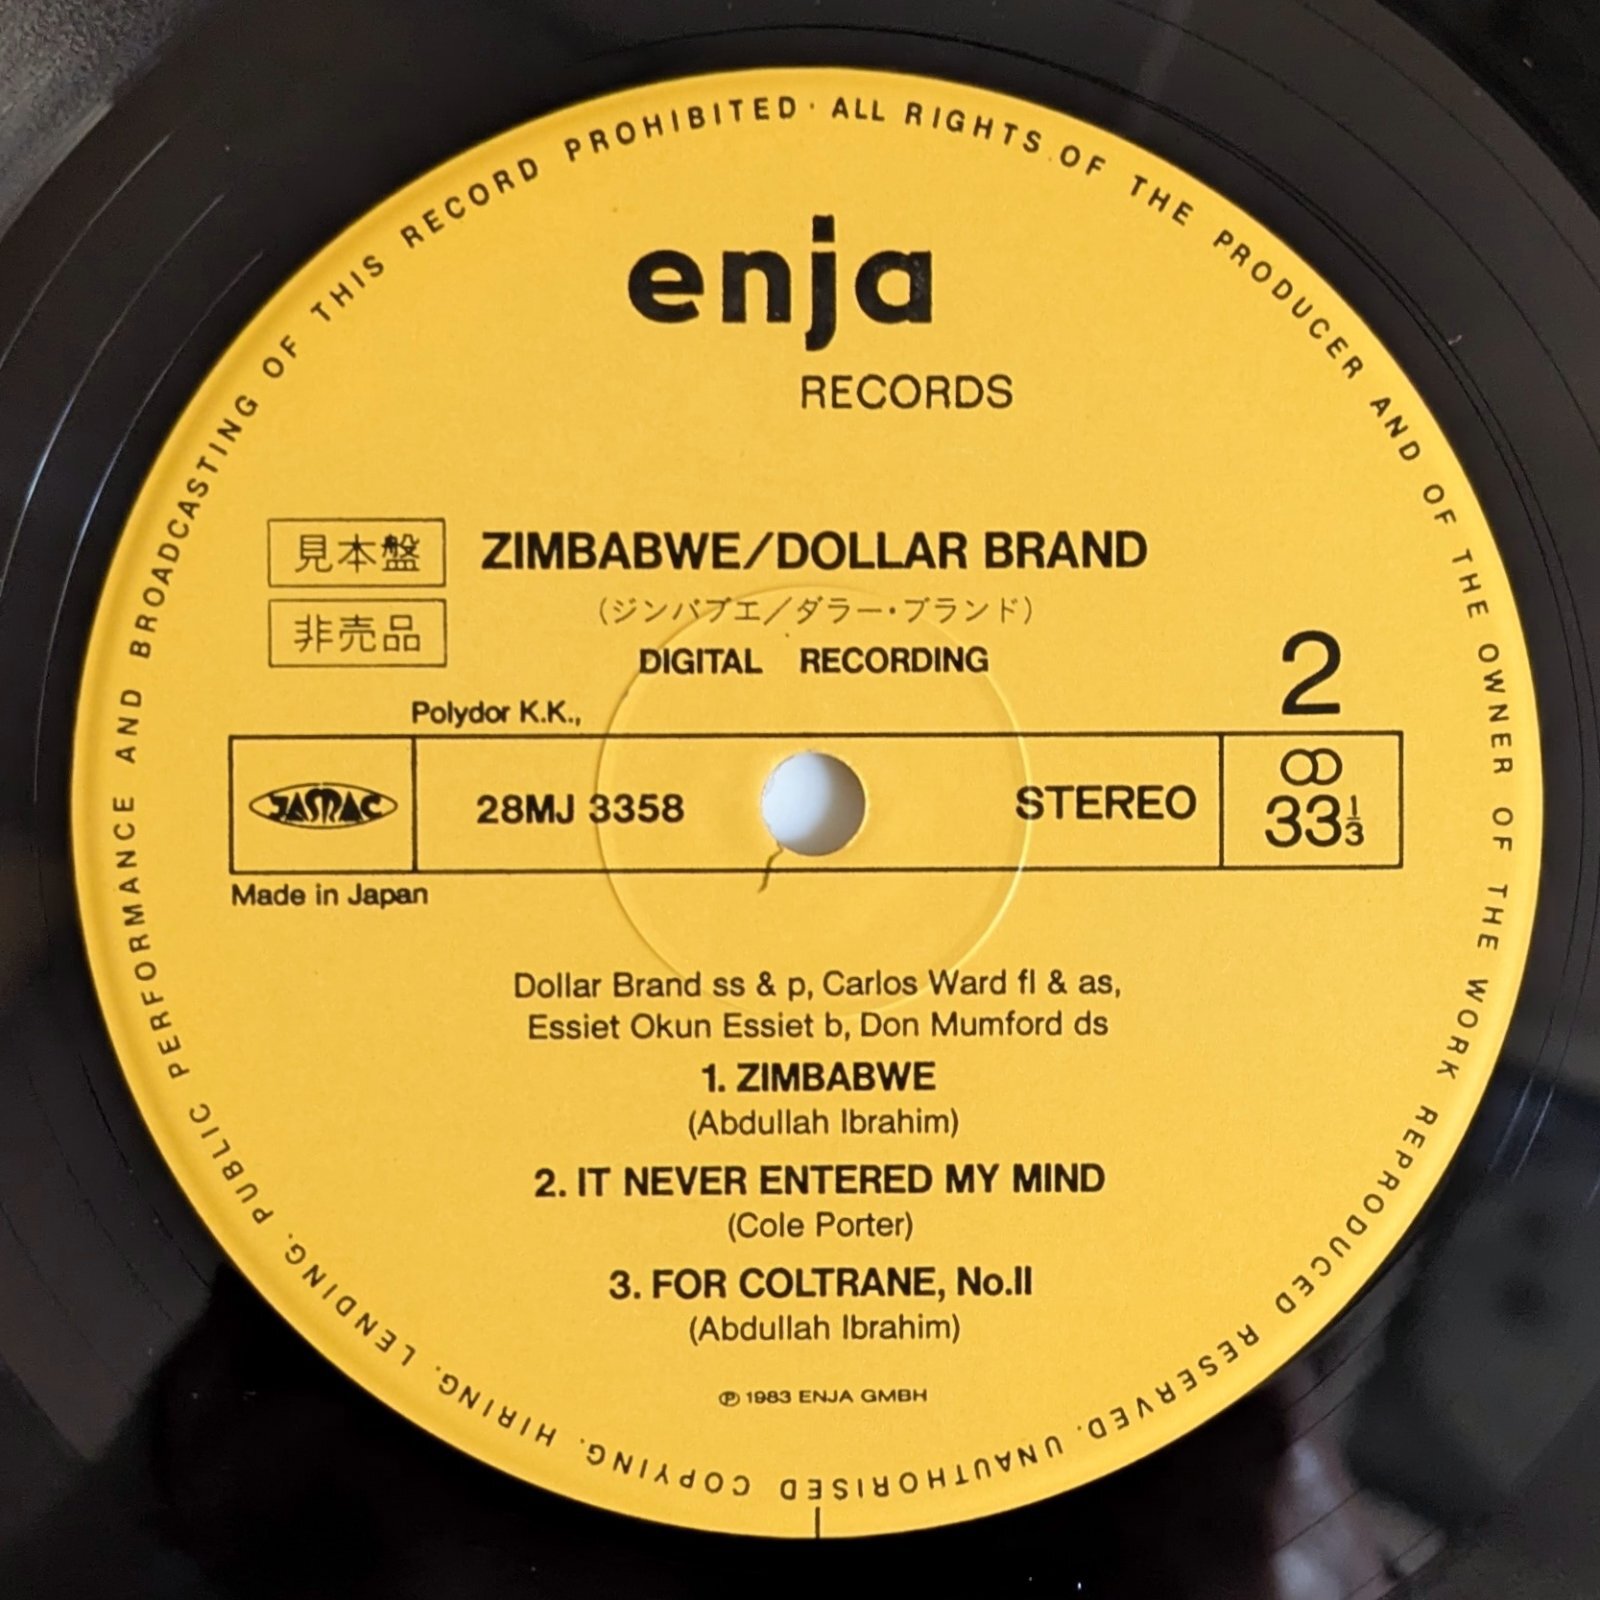 PUBLIC PERFORMANCE AND BROADCASTING OF THIS RECORD PROHIBITED · ALL RIGHTS OF THE PRODUCER AND OF THE OWNER OF THE WORK REPRODUCED RESERVED. UNAUTHORISED COPYING. HIRING. LENDING.
enja
RECORDS
見本盤
非売品
ZIMBABWE/DOLLAR BRAND
(ジンバブエ/ダラー・ブランド)
DIGITAL RECORDING
2
Polydor K.K.,
JASRAC 28MJ 3358 STEREO ꝏ 33⅓
Made in Japan
Dollar Brand ss & p, Carlos Ward fl & as,
Essiet Okun Essiet b, Don Mumford ds
1. ZIMBABWE
(Abdullah Ibrahim)
2. IT NEVER ENTERED MY MIND
(Cole Porter)
3. FOR COLTRANE, No.II
(Abdullah Ibrahim)
Ⓟ 1983 ENJA GMBH